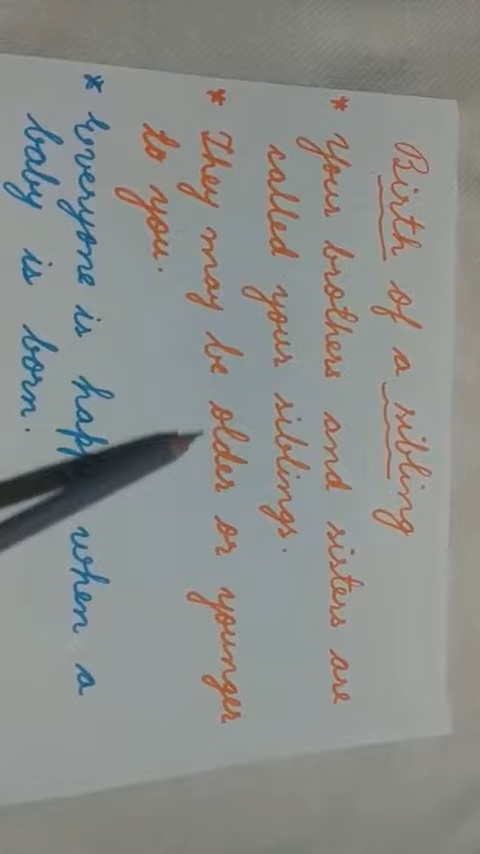 Birth of a sibling
* Your brothers and sisters are
called your siblings.
* They may be older or younger
to you.
* Everyone is when a
baby is born.